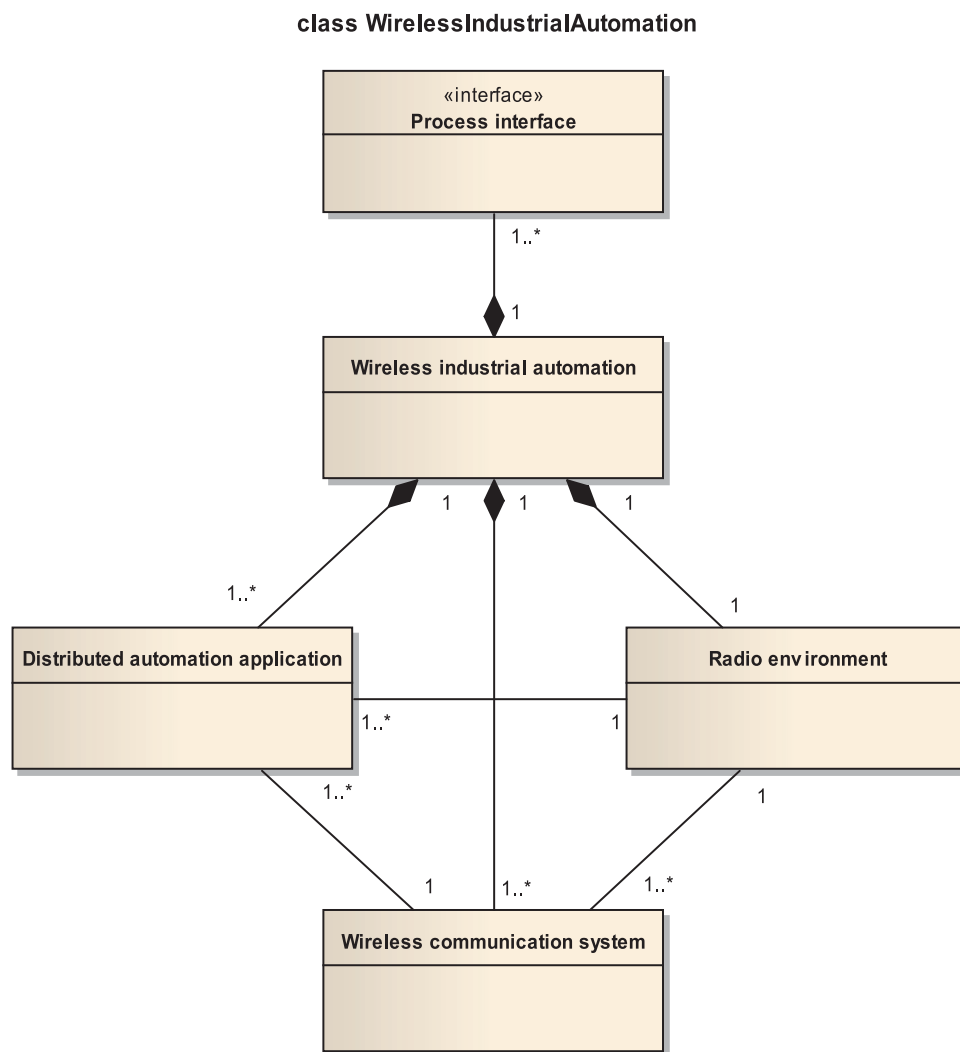 class WirelessIndustrialAutomation
«interface»
Process interface
1..*
1
Wireless industrial automation
1
1
1
1..*
1
Distributed automation application
Radio environment
1..*
1
1..*
1
1
1..*
1..*
Wireless communication system